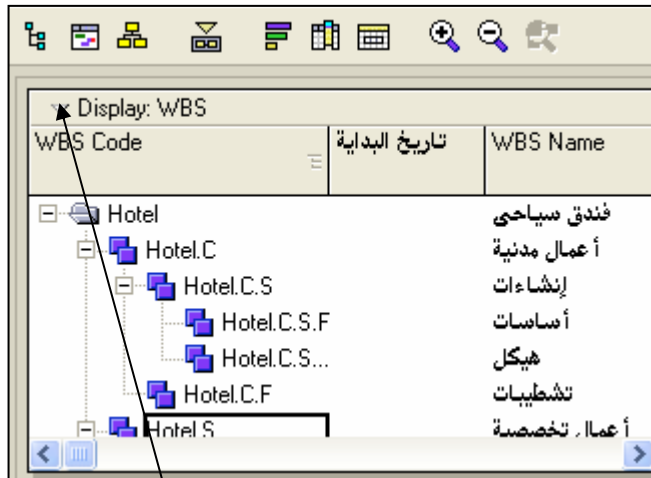 Display: WBS
WBS Code تاريخ البداية WBS Name
Hotel فندق سياحى
Hotel.C أعمال مدنية
Hotel.C.S إنشاءات
Hotel.C.S.F أساسات
Hotel.C.S... هيكل
Hotel.C.F تشطيبات
Hotel.S أعمال تخصصية